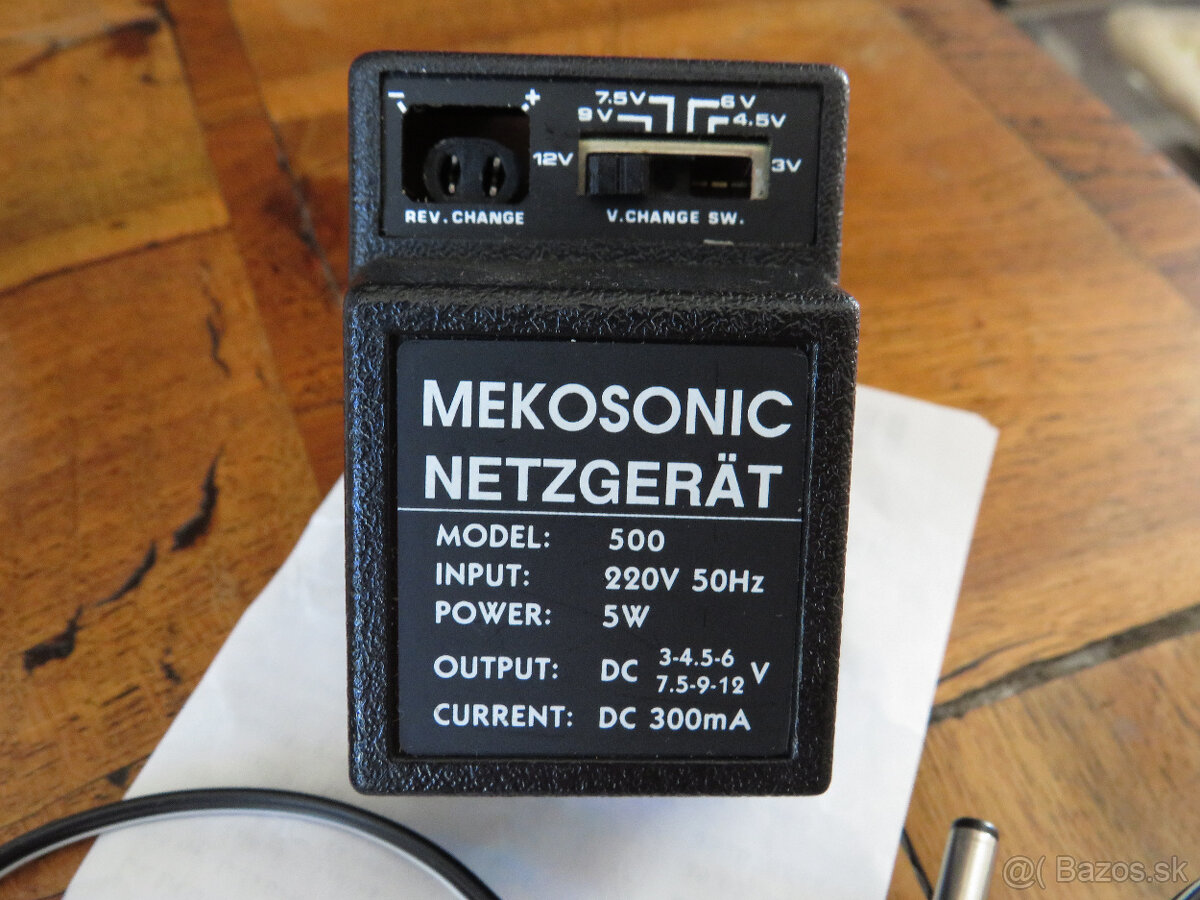 - +
7.5V 6V
9V 4.5V
12V 3V
REV. CHANGE V.CHANGE SW.
MEKOSONIC
NETZGERÄT
MODEL: 500
INPUT: 220V 50Hz
POWER: 5W
OUTPUT: DC 3-4.5-6 7.5-9-12 V
CURRENT: DC 300mA
@( Bazos.sk